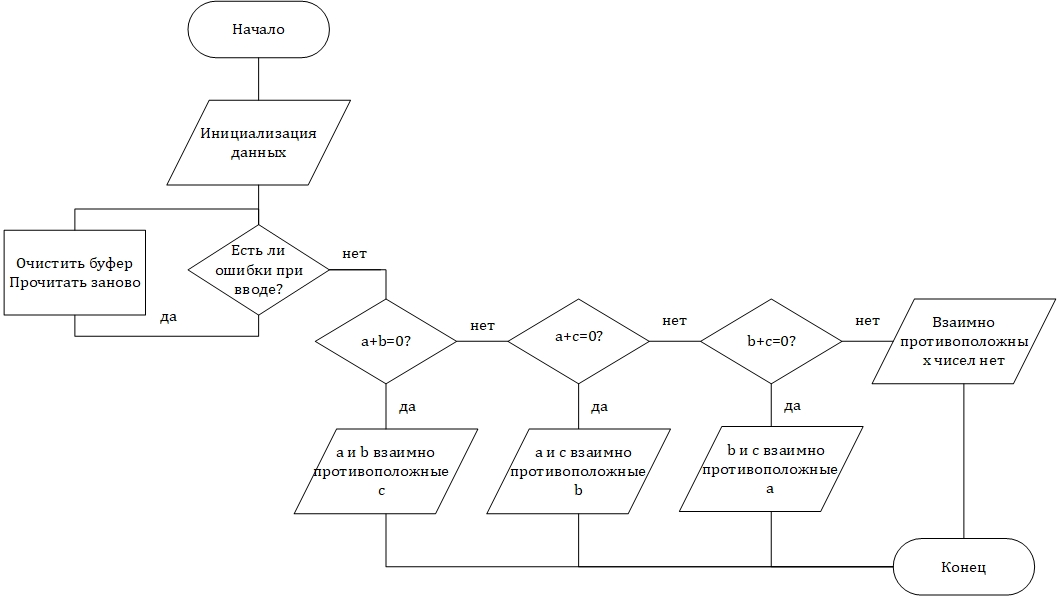 Начало
Инициализация
данных
Есть ли
ошибки при
вводе?
нет
Очистить буфер
Прочитать заново
да
a+b=0?
нет
a+c=0?
нет
b+c=0?
нет
Взаимно
противоположны
х чисел нет
да
да
да
a и b взаимно
противоположные
c
a и c взаимно
противоположные
b
b и c взаимно
противоположные
a
Конец